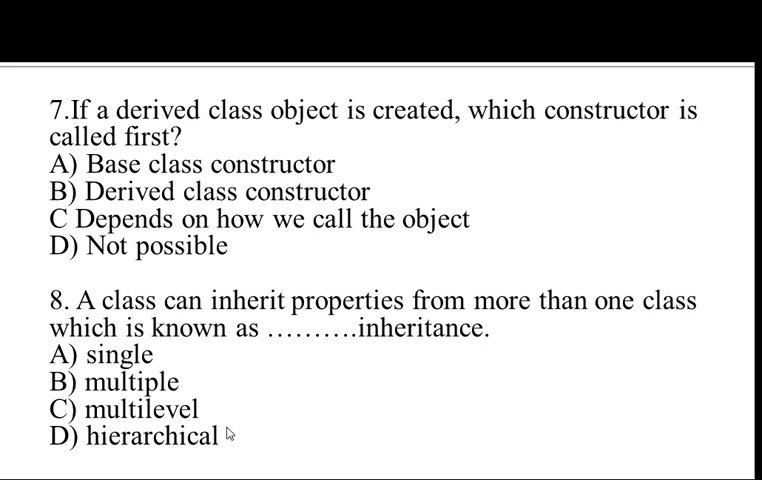 7.If a derived class object is created, which constructor is
called first?
A) Base class constructor
B) Derived class constructor
C Depends on how we call the object
D) Not possible
8. A class can inherit properties from more than one class
which is known as ..........inheritance.
A) single
B) multiple
C) multilevel
D) hierarchical